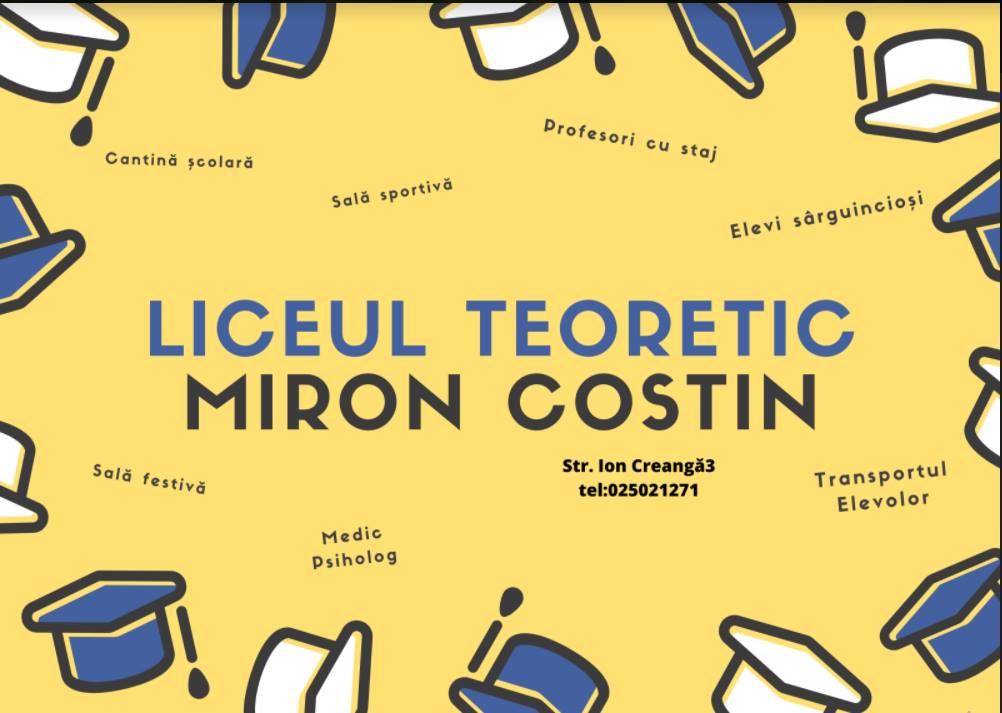 Profesori cu staj
Cantină școlară
Sală sportivă
Elevi sârguincioși
LICEUL TEORETIC
MIRON COSTIN
Str. Ion Creangă3
tel:025021271
Sală festivă
Transportul
Elevolor
Medic
Psiholog